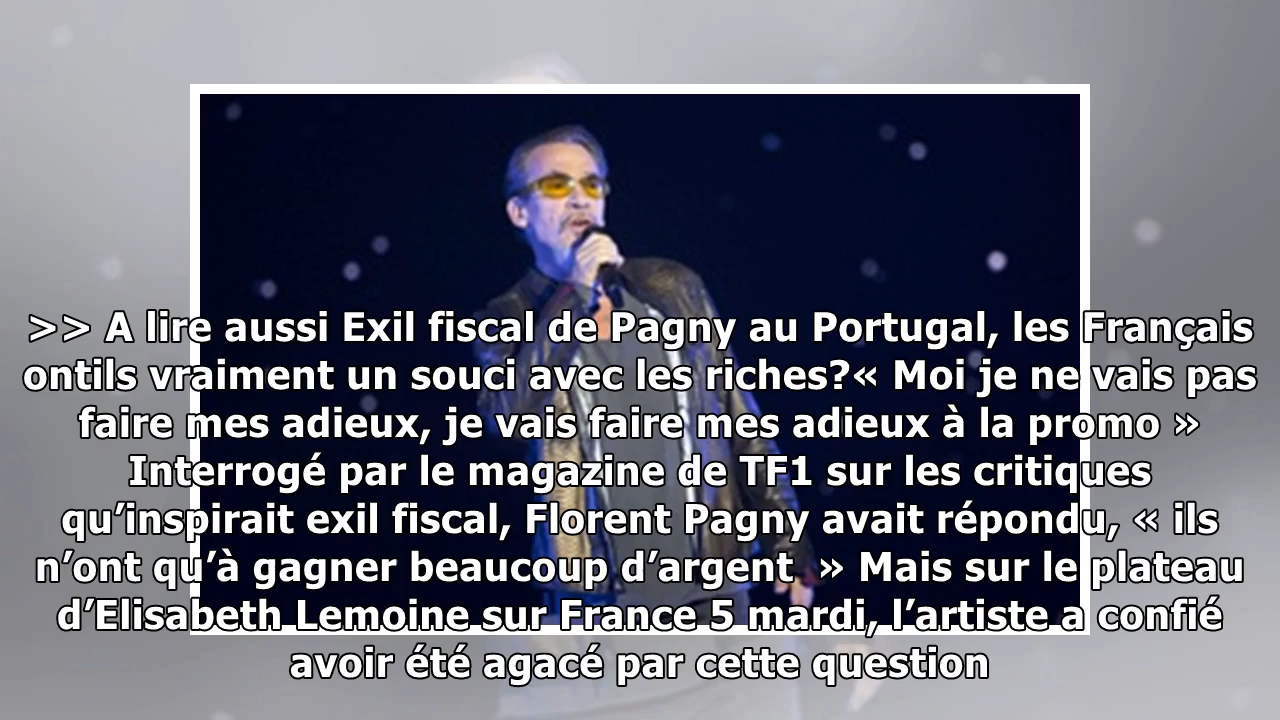 >> A lire aussi Exil fiscal de Pagny au Portugal, les Français
ontils vraiment un souci avec les riches?« Moi je ne vais pas
faire mes adieux, je vais faire mes adieux à la promo »
Interrogé par le magazine de TF1 sur les critiques
qu’inspirait exil fiscal, Florent Pagny avait répondu, « ils
n’ont qu’à gagner beaucoup d’argent  » Mais sur le plateau
d’Elisabeth Lemoine sur France 5 mardi, l’artiste a confié
avoir été agacé par cette question